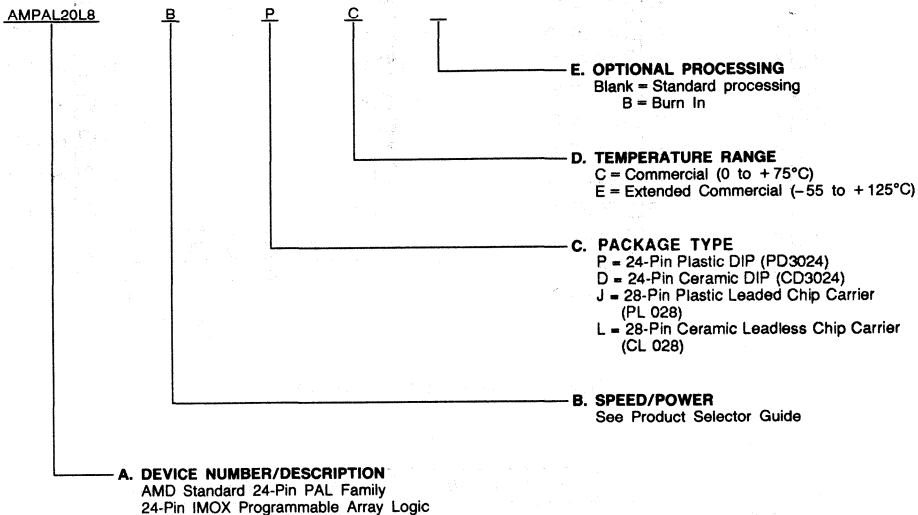 AMPAL20L8 B P C
E. OPTIONAL PROCESSING
Blank = Standard processing
B = Burn In
D. TEMPERATURE RANGE
C = Commercial (0 to +75°C)
E = Extended Commercial (–55 to +125°C)
C. PACKAGE TYPE
P = 24-Pin Plastic DIP (PD3024)
D = 24-Pin Ceramic DIP (CD3024)
J = 28-Pin Plastic Leaded Chip Carrier
(PL 028)
L = 28-Pin Ceramic Leadless Chip Carrier
(CL 028)
B. SPEED/POWER
See Product Selector Guide
A. DEVICE NUMBER/DESCRIPTION
AMD Standard 24-Pin PAL Family
24-Pin IMOX Programmable Array Logic